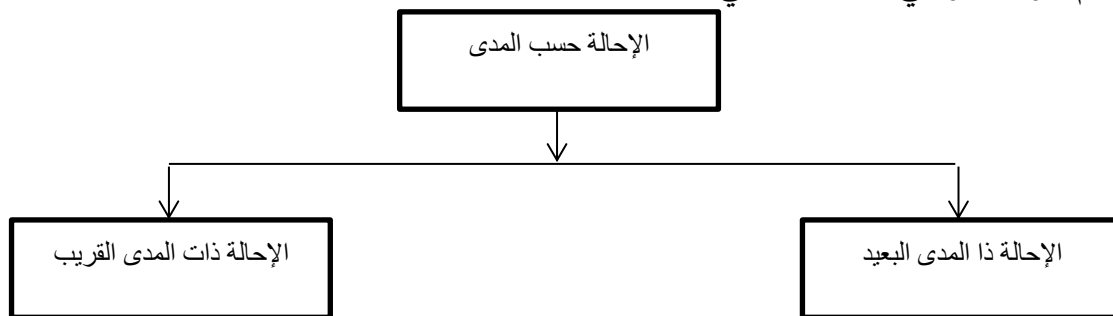 الإحالة حسب المدى
الإحالة ذا المدى البعيد
الإحالة ذات المدى القريب